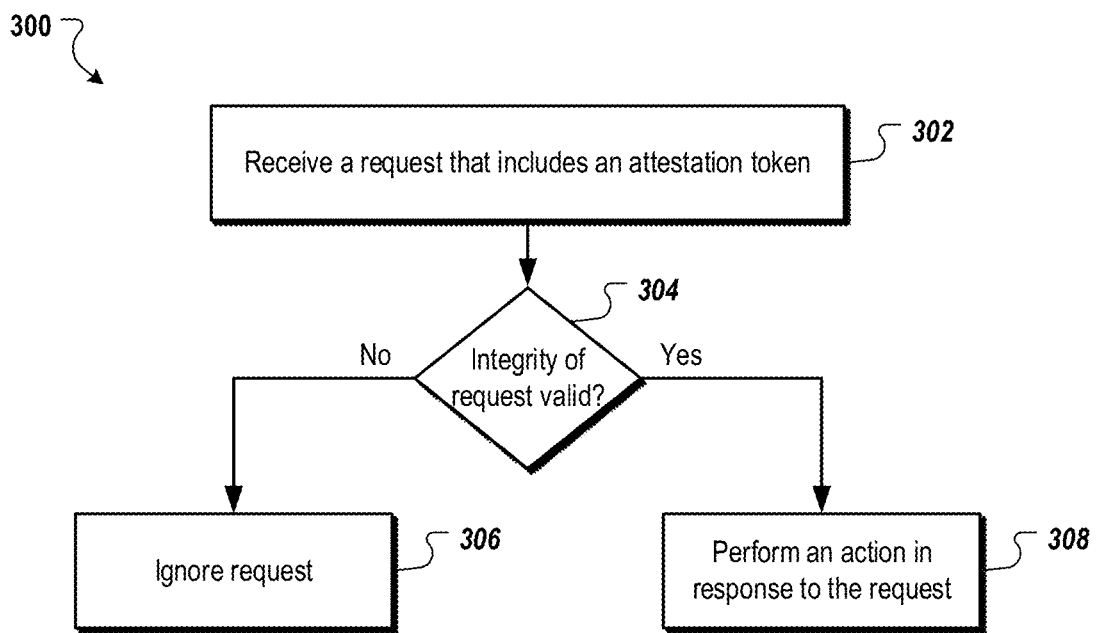 300
Receive a request that includes an attestation token
302
304
No
Integrity of
request valid?
Yes
Ignore request
306
Perform an action in
response to the request
308